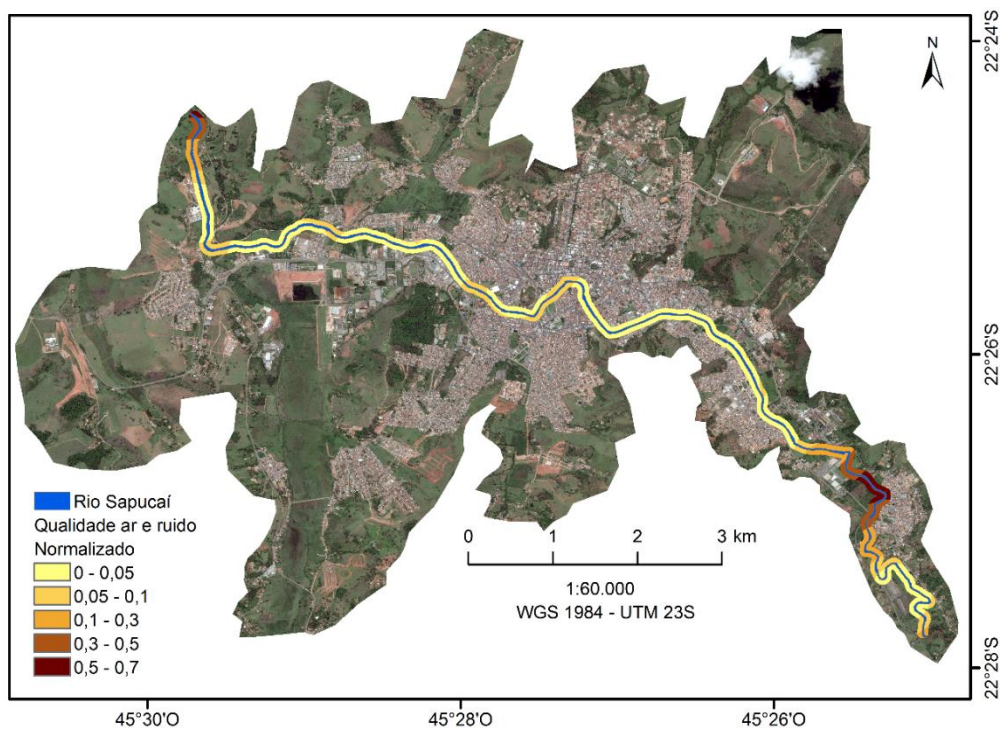 22°24'S
N
22°26'S
Rio Sapucaí
Qualidade ar e ruido
Normalizado
0 - 0,05
0,05 - 0,1
0,1 - 0,3
0,3 - 0,5
0,5 - 0,7
0 1 2 3 km
1:60.000
WGS 1984 - UTM 23S
22°28'S
45°30'O 45°28'O 45°26'O